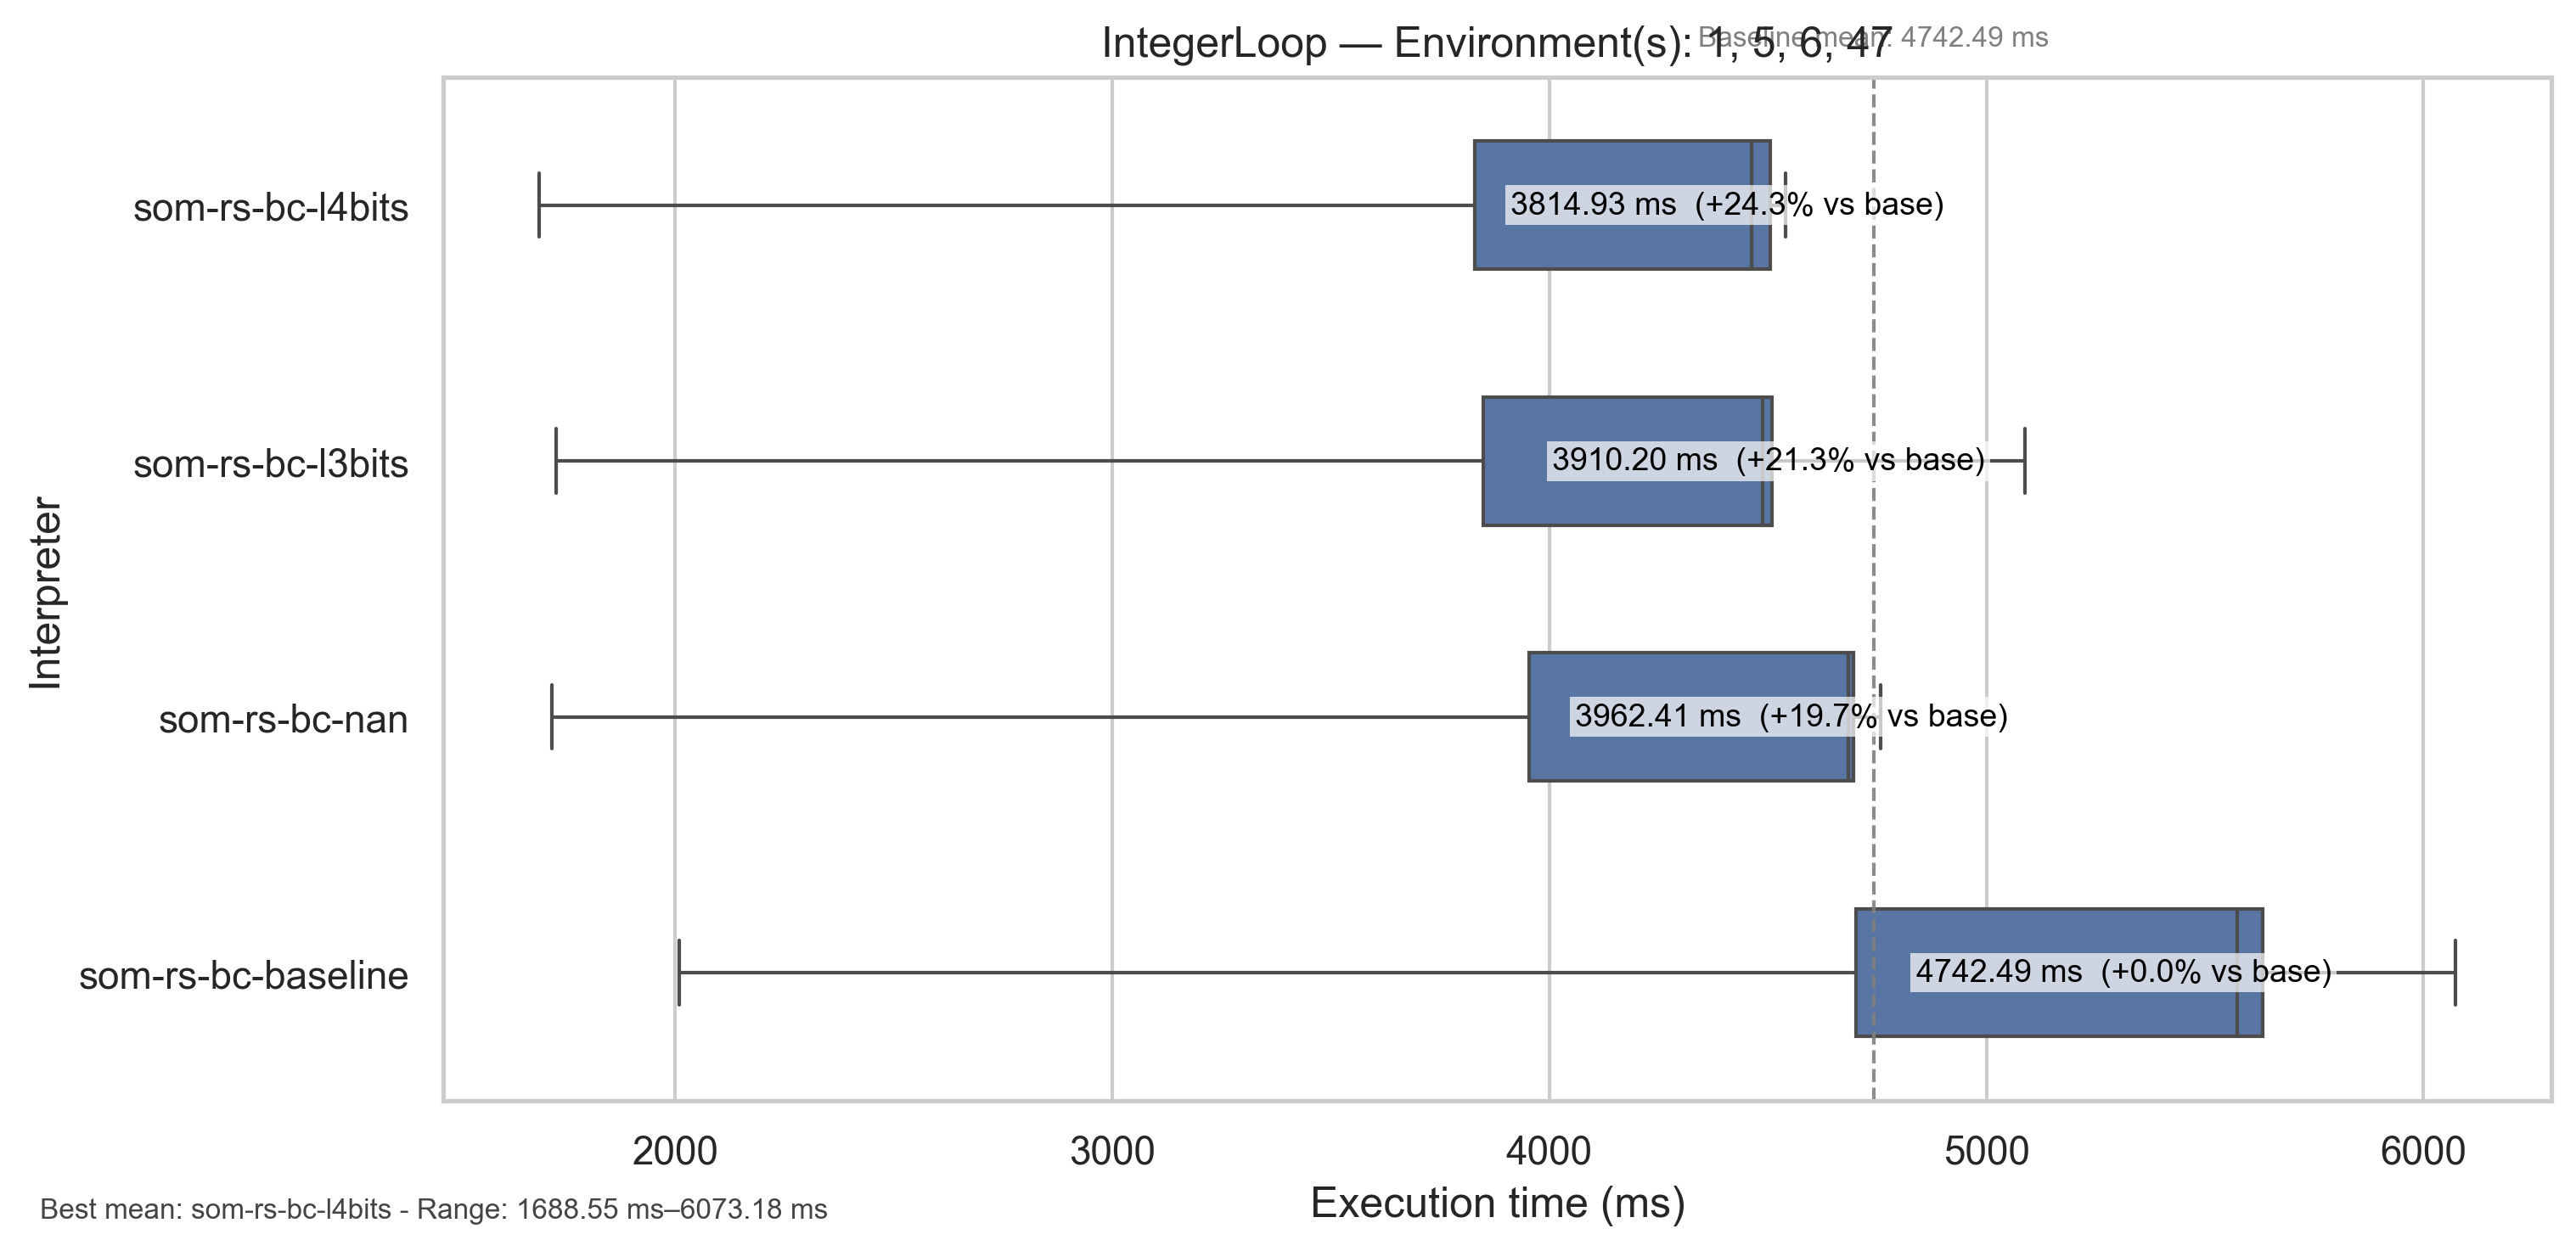 IntegerLoop — Environment(s): 1, 5, 6, 47
Baseline mean: 4742.49 ms
som-rs-bc-l4bits
3814.93 ms (+24.3% vs base)
som-rs-bc-l3bits
3910.20 ms (+21.3% vs base)
Interpreter
som-rs-bc-nan
3962.41 ms (+19.7% vs base)
som-rs-bc-baseline
4742.49 ms (+0.0% vs base)
2000 3000 4000 5000 6000
Execution time (ms)
Best mean: som-rs-bc-l4bits - Range: 1688.55 ms–6073.18 ms